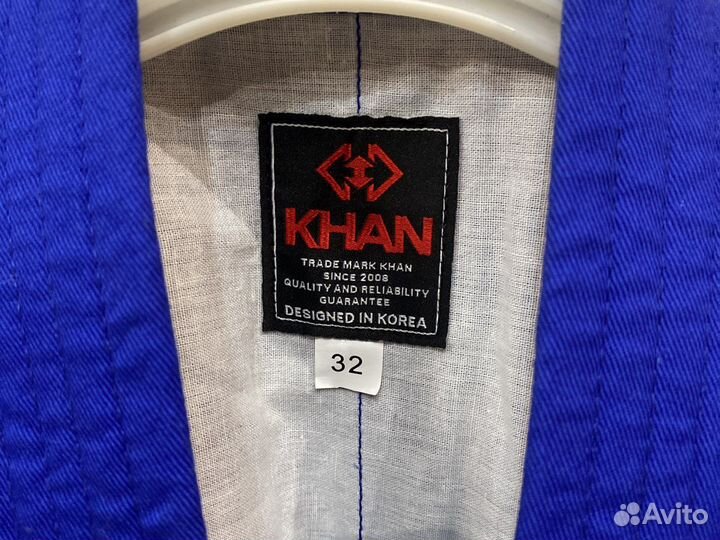 KHAN
TRADE MARK KHAN
SINCE 2008
QUALITY AND RELIABILITY
GUARANTEE
DESIGNED IN KOREA
32
Avito